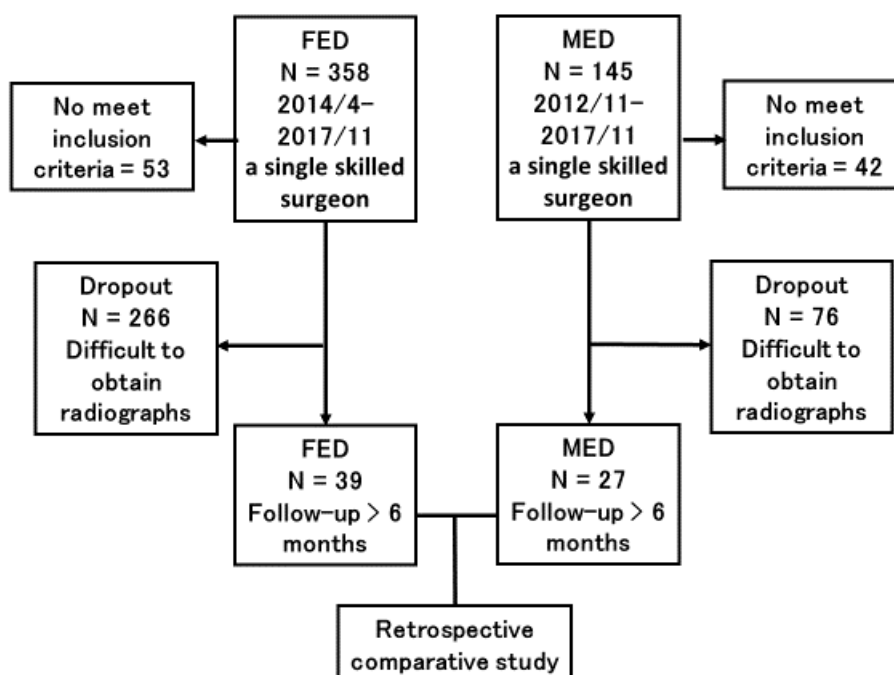 FED
N = 358
2014/4-
2017/11
a single skilled
surgeon
MED
N = 145
2012/11-
2017/11
a single skilled
surgeon
No meet
inclusion
criteria = 53
No meet
inclusion
criteria = 42
Dropout
N = 266
Difficult to
obtain
radiographs
Dropout
N = 76
Difficult to
obtain
radiographs
FED
N = 39
Follow-up > 6
months
MED
N = 27
Follow-up > 6
months
Retrospective
comparative study